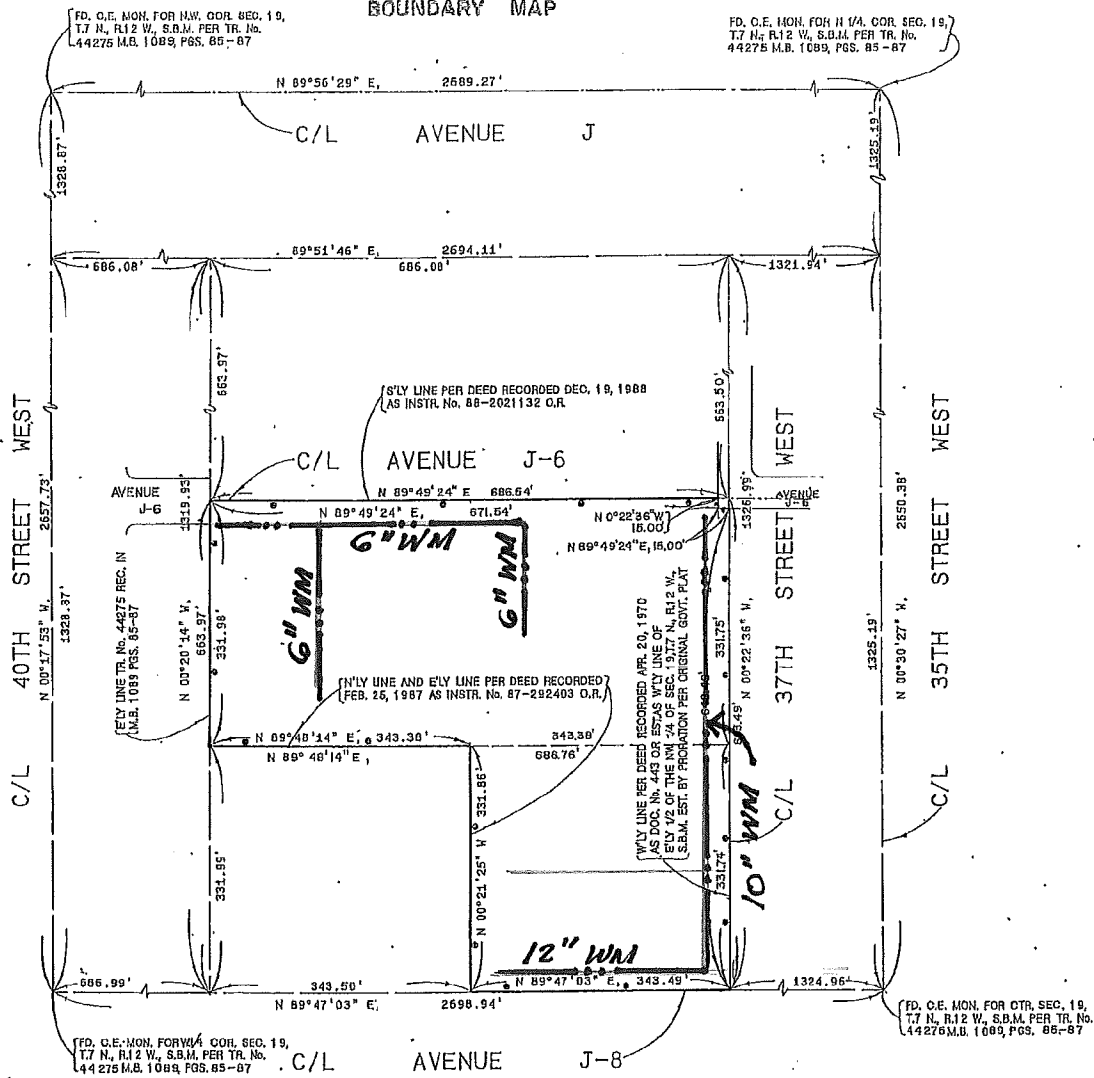 BOUNDARY MAP
FD. C.E. MON. FOR N.W. COR. SEC. 19,
T.7 N., R.12 W., S.B.M. PER TR. No.
44275 M.B. 1089, PGS. 85-87
FD. C.E. MON. FOR N 1/4. COR. SEC. 19,
T.7 N., R.12 W., S.B.M. PER TR. No.
44275 M.B. 1089, PGS. 85-87
N 89°56'29" E, 2689.27'
C/L AVENUE J
1328.87'
1325.19'
89°51'46" E, 2694.11'
686.08' 686.08' 1321.94'
663.97'
663.50'
S'LY LINE PER DEED RECORDED DEC. 19, 1988
AS INSTR. No. 88-2021132 O.R.
C/L AVENUE J-6
AVENUE
J-6
AVENUE
J-6
N 89°49'24" E 686.54'
N 89°49'24" E, 671.54'
N 0°22'36" W
15.00'
N 89°49'24" E, 15.00'
6" WM
6" WM
6" WM
C/L 40TH STREET WEST
N 00°17'53" W, 2657.73'
1328.87'
1319.93'
N 00°20'14" W,
663.97'
331.98'
E'LY LINE TR. No. 44275 REC. IN
M.B. 1089 PGS. 85-87
N'LY LINE AND E'LY LINE PER DEED RECORDED
FEB. 25, 1987 AS INSTR. No. 87-292403 O.R.
N 89°48'14" E, 343.38' 343.38'
N 89°48'14" E, 686.76'
331.86'
N 00°21'25" W
331.99'
W'LY LINE PER DEED RECORDED APR. 20, 1970
AS DOC. No. 443 O.R. EST. AS W'LY LINE OF
E'LY 1/2 OF THE NW 1/4 OF SEC. 19, T.7 N., R.12 W.,
S.B.M. EST. BY PRORATION PER ORIGINAL GOVT. PLAT
1326.99'
N 00°22'36" W,
331.75'
331.74'
10" WM
C/L 37TH STREET WEST
2650.38'
N 00°30'27" W,
1325.19'
C/L 35TH STREET WEST
12" WM
N 89°47'03" E, 343.49'
686.99' 343.50' 1324.96'
N 89°47'03" E, 2698.94'
FD. C.E. MON. FOR W1/4 COR. SEC. 19,
T.7 N., R.12 W., S.B.M. PER TR. No.
44275 M.B. 1089, PGS. 85-87
C/L AVENUE J-8
FD. C.E. MON. FOR CTR. SEC. 19,
T.7 N., R.12 W., S.B.M. PER TR. No.
44275 M.B. 1089, PGS. 85-87